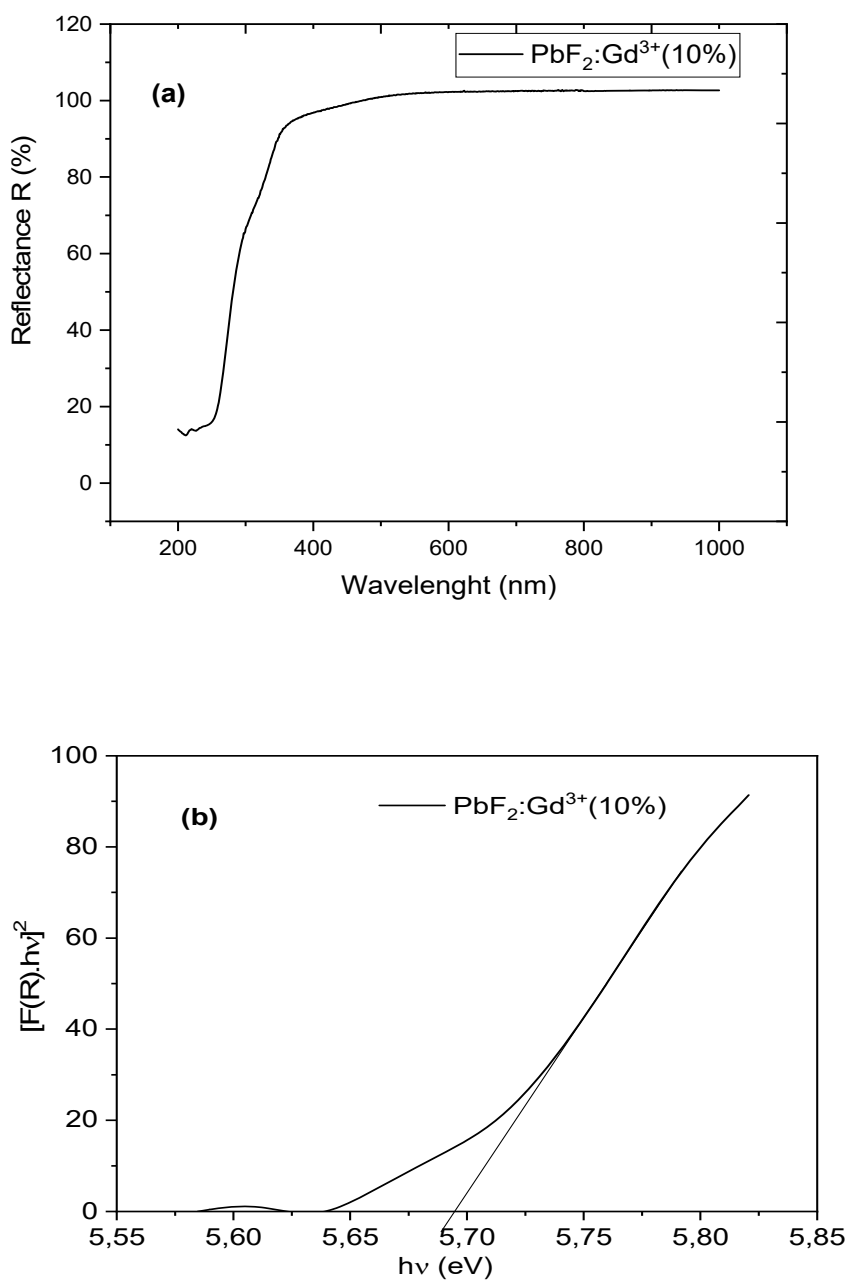 120
PbF₂:Gd³⁺(10%)
(a)
100
80
60
40
20
0
Reflectance R (%)
200 400 600 800 1000
Wavelenght (nm)
100
(b)
PbF₂:Gd³⁺(10%)
80
60
40
20
0
[F(R).hν]²
5,55 5,60 5,65 5,70 5,75 5,80 5,85
hν (eV)